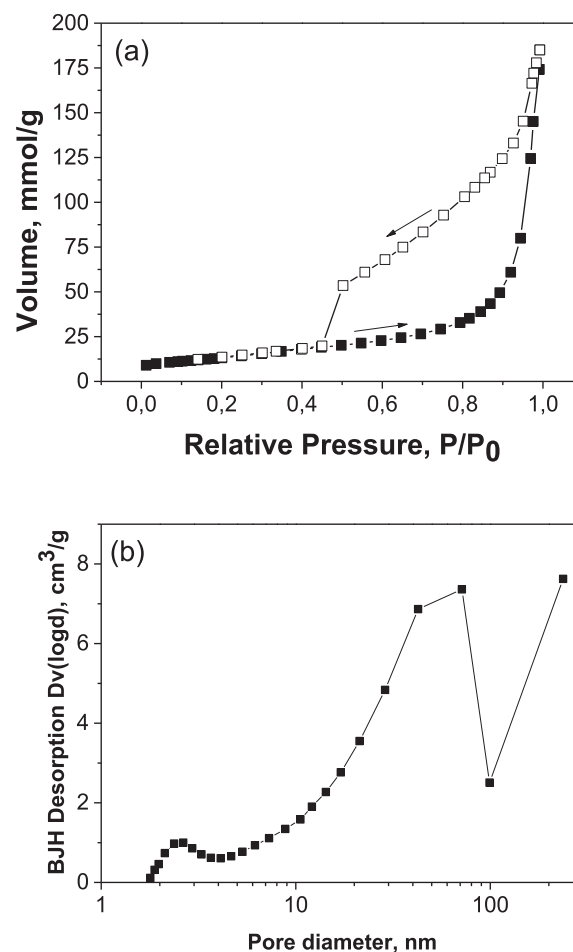 (a)
Volume, mmol/g
200
175
150
125
100
75
50
25
0
0,0 0,2 0,4 0,6 0,8 1,0
Relative Pressure, P/P0
(b)
BJH Desorption Dv(logd), cm3/g
8
6
4
2
0
1 10 100
Pore diameter, nm